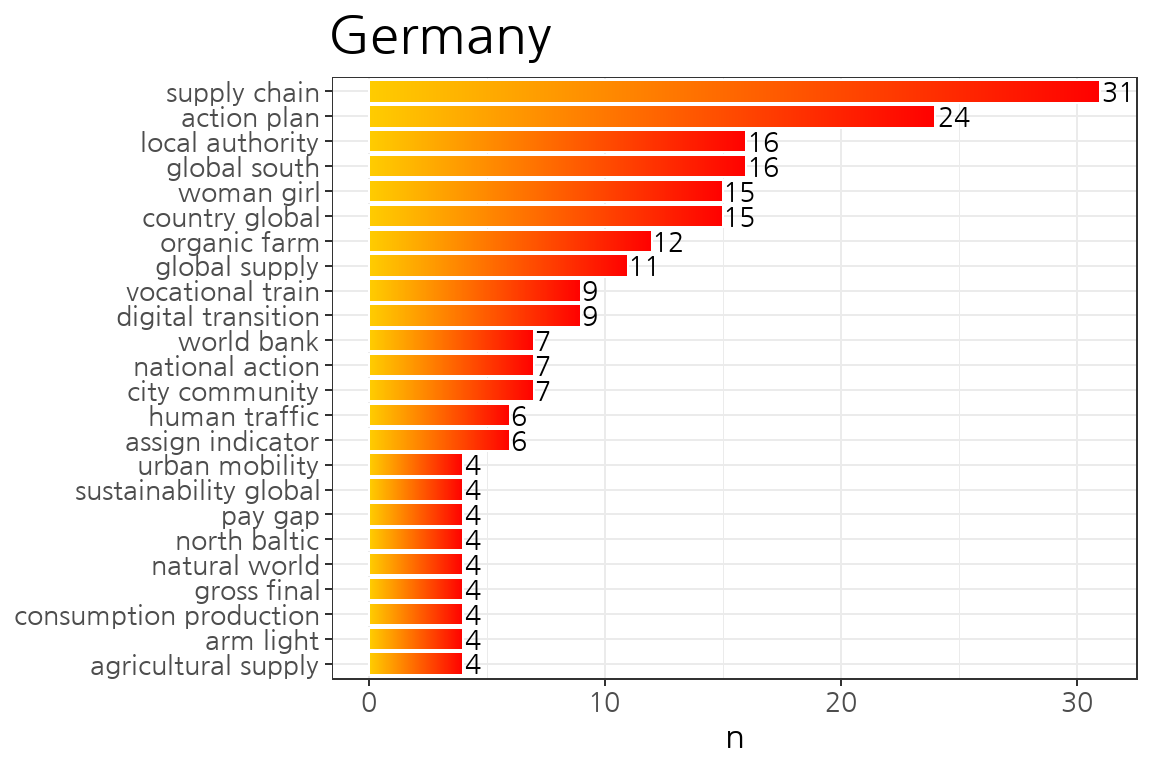 Germany
supply chain 31
action plan 24
local authority 16
global south 16
woman girl 15
country global 15
organic farm 12
global supply 11
vocational train 9
digital transition 9
world bank 7
national action 7
city community 7
human traffic 6
assign indicator 6
urban mobility 4
sustainability global 4
pay gap 4
north baltic 4
natural world 4
gross final 4
consumption production 4
arm light 4
agricultural supply 4
0 10 20 30
n